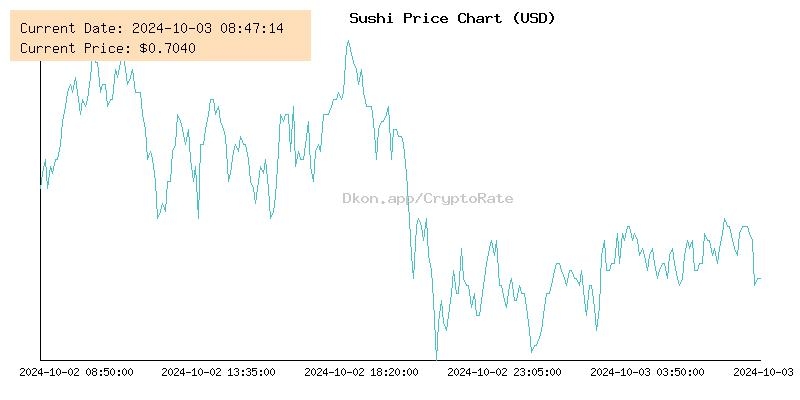 Sushi Price Chart (USD)
Current Date: 2024-10-03 08:47:14
Current Price: $0.7040
Dkon.app/CryptoRate
2024-10-02 08:50:00 2024-10-02 13:35:00 2024-10-02 18:20:00 2024-10-02 23:05:00 2024-10-03 03:50:00 2024-10-03